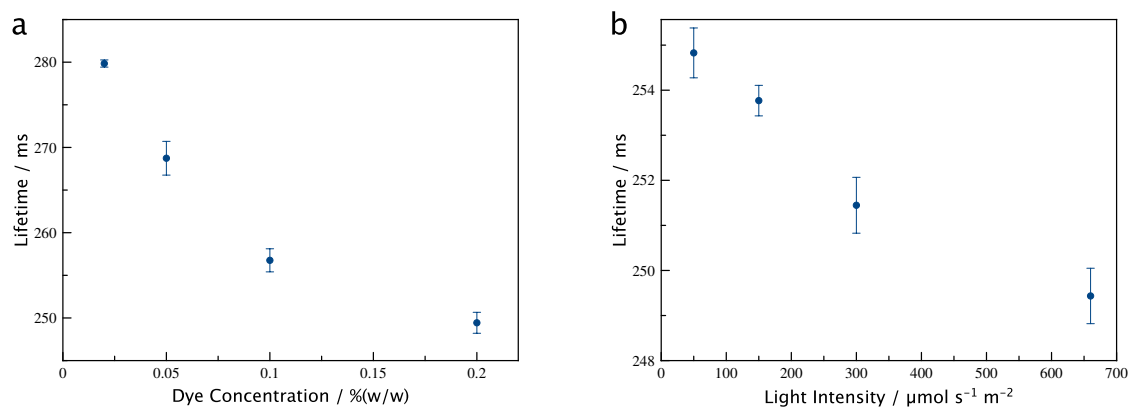 a
280
270
260
250
0 0.05 0.1 0.15 0.2
Lifetime / ms
Dye Concentration / %(w/w)
b
254
252
250
248
0 100 200 300 400 500 600 700
Lifetime / ms
Light Intensity / µmol s⁻¹ m⁻²